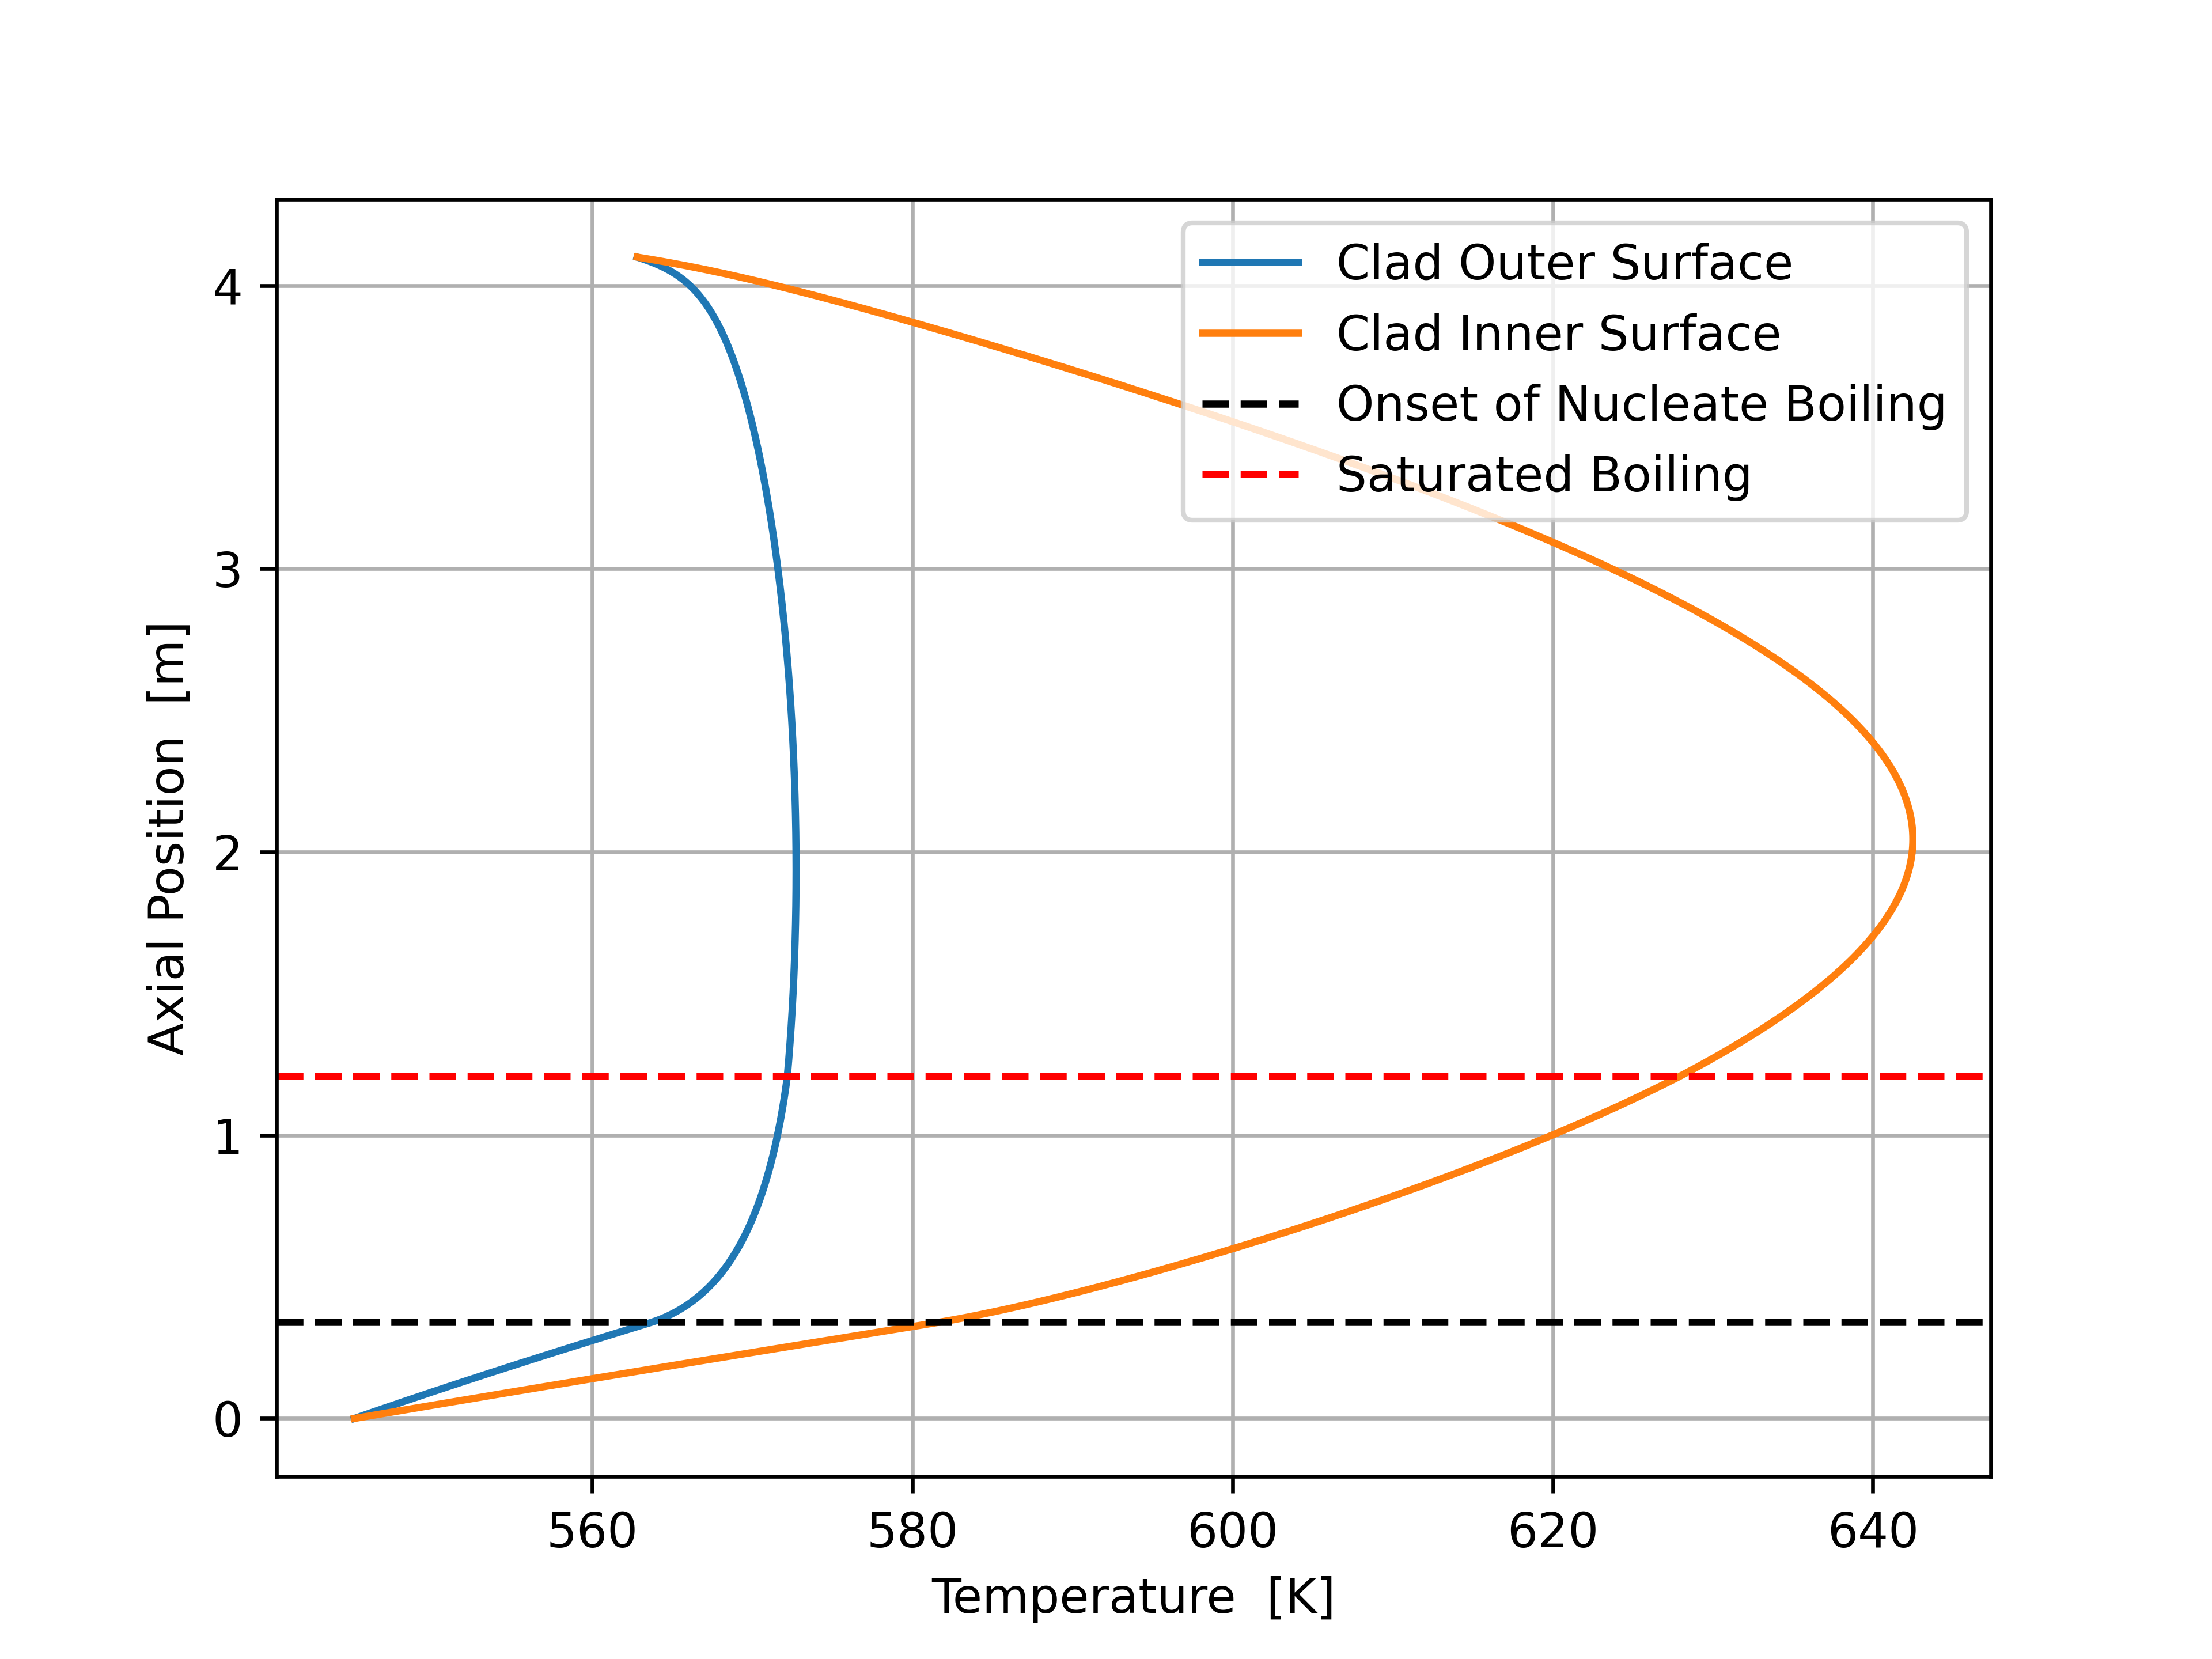 Clad Outer Surface
Clad Inner Surface
Onset of Nucleate Boiling
Saturated Boiling
4
3
2
1
0
Axial Position [m]
560 580 600 620 640
Temperature [K]